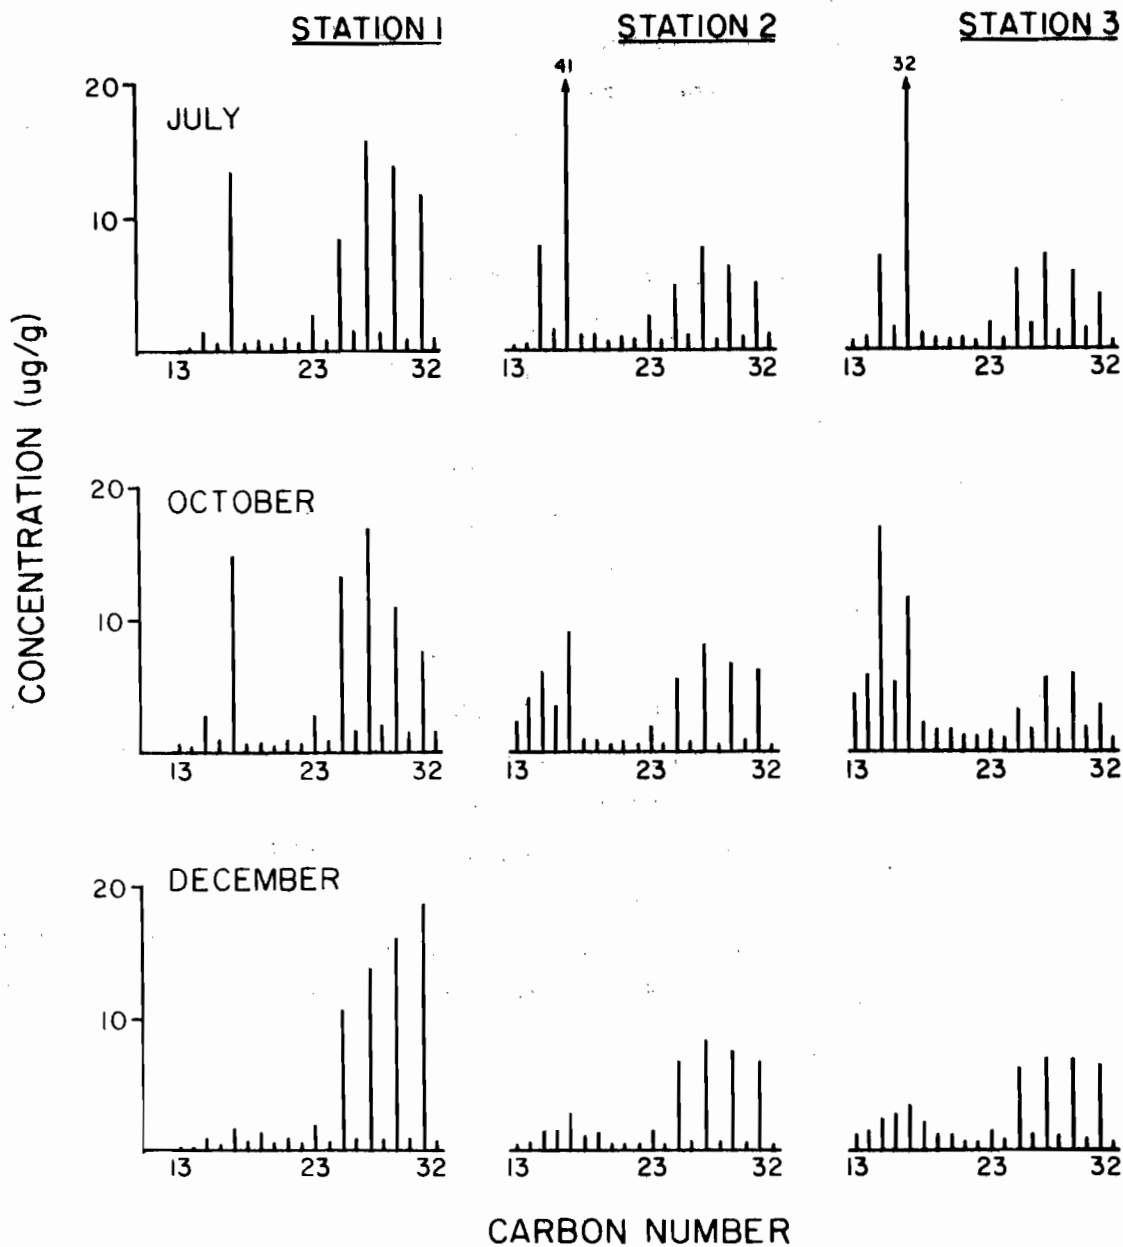 STATION 1 STATION 2 STATION 3
41 32
20
JULY
10
13 23 32 13 23 32 13 23 32
CONCENTRATION (ug/g)
20
OCTOBER
10
13 23 32 13 23 32 13 23 32
20
DECEMBER
10
13 23 32 13 23 32 13 23 32
CARBON NUMBER